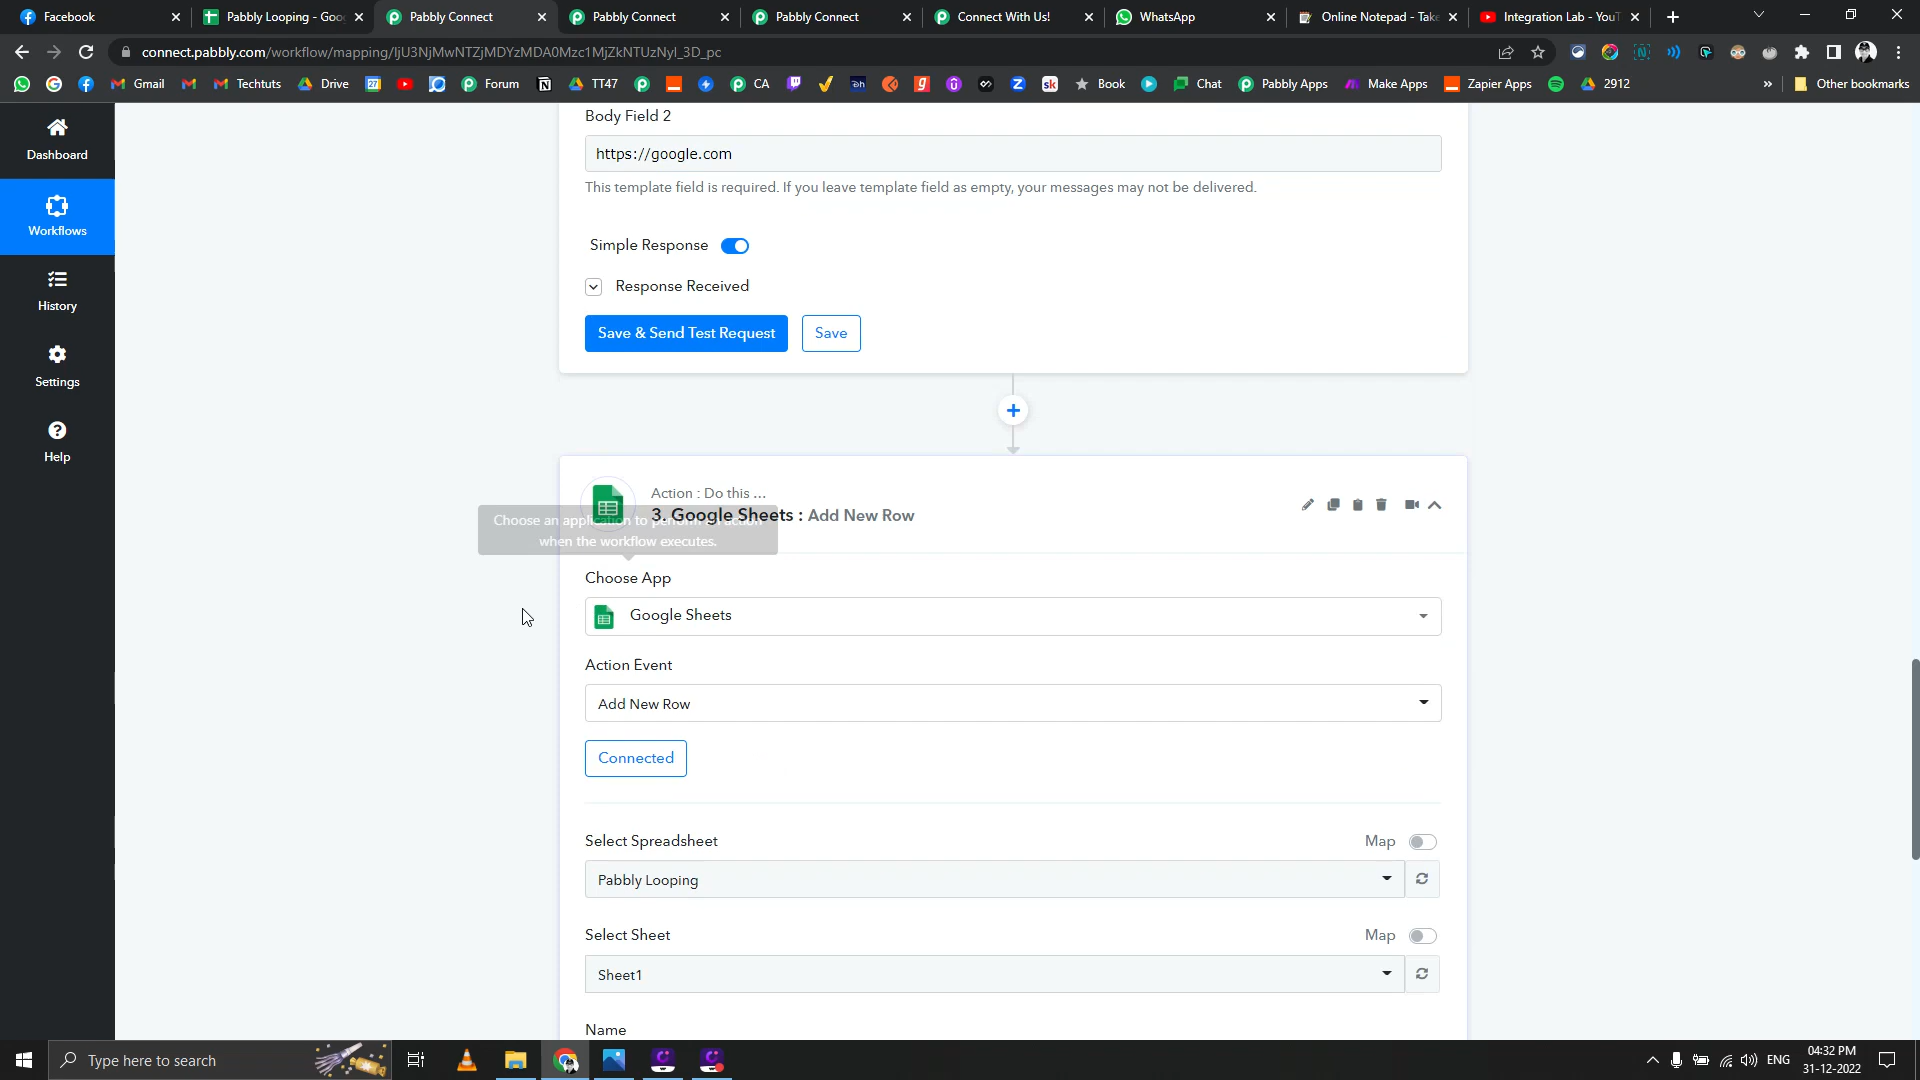 Facebook
Pabbly Looping - Goo
Pabbly Connect
Pabbly Connect
Pabbly Connect
Connect With Us!
WhatsApp
Online Notepad - Take
Integration Lab - YouT
connect.pabbly.com/workflow/mapping/IjU3NjMwNTZjMDYzMDA0Mzc1MjZkNTUzNyI_3D_pc
Gmail
Techtuts
Drive
27
Forum
TT47
CA
Book
Chat
Pabbly Apps
Make Apps
Zapier Apps
2912
»
Other bookmarks
Dashboard
Workflows
History
Settings
Help
Body Field 2
https://google.com
This template field is required. If you leave template field as empty, your messages may not be delivered.
Simple Response
Response Received
Save & Send Test Request
Save
Action : Do this ...
3. Google Sheets : Add New Row
Choose an application to perform an action
when the workflow executes.
Choose App
Google Sheets
Action Event
Add New Row
Connected
Select Spreadsheet
Map
Pabbly Looping
Select Sheet
Map
Sheet1
Name
Type here to search
ENG
04:32 PM
31-12-2022